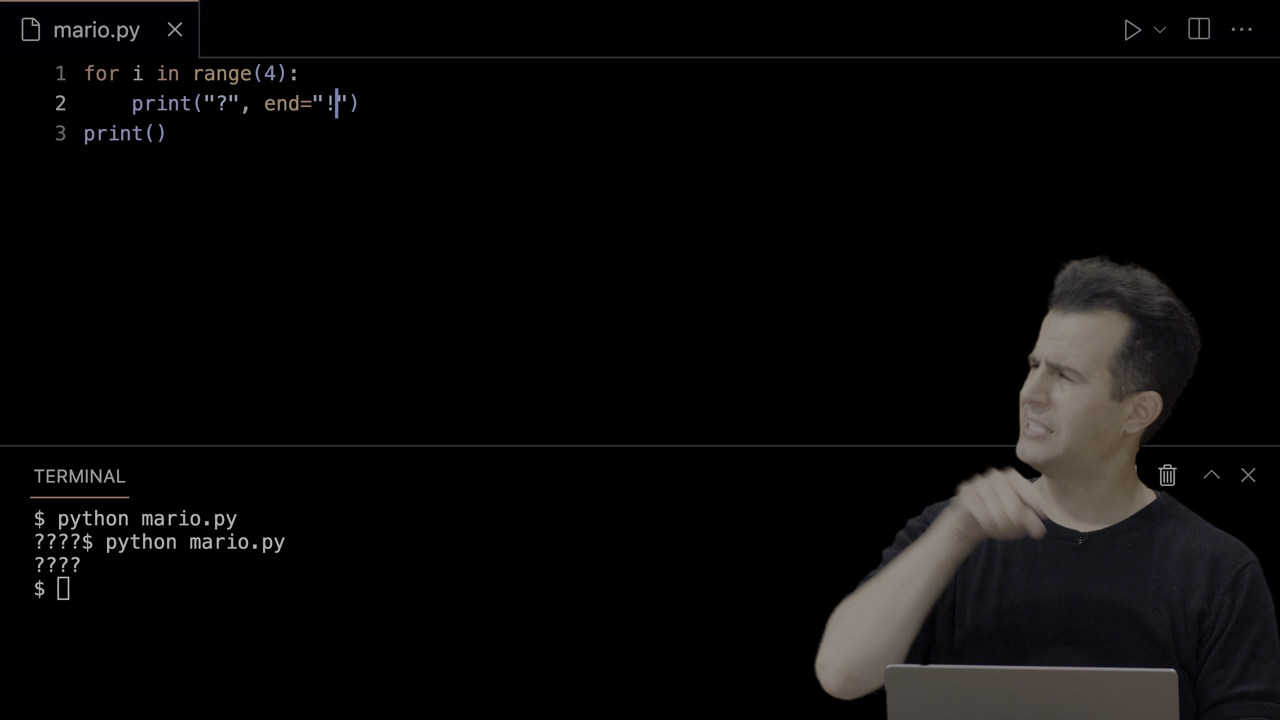 mario.py
1 for i in range(4):
2     print("?", end="!")
3 print()
TERMINAL
$ python mario.py
????$ python mario.py
????
$